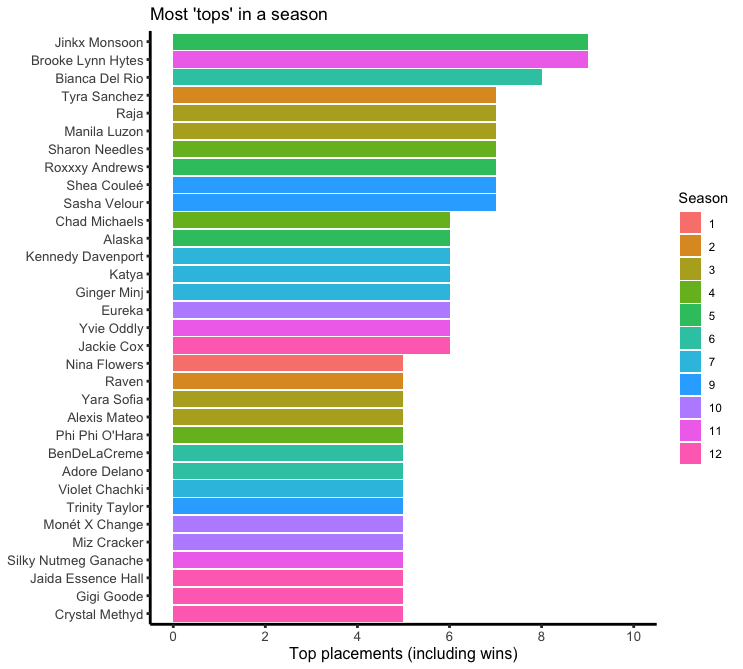 Most 'tops' in a season
Jinkx Monsoon
Brooke Lynn Hytes
Bianca Del Rio
Tyra Sanchez
Raja
Manila Luzon
Sharon Needles
Roxxxy Andrews
Shea Couleé
Sasha Velour
Chad Michaels
Alaska
Kennedy Davenport
Katya
Ginger Minj
Eureka
Yvie Oddly
Jackie Cox
Nina Flowers
Raven
Yara Sofia
Alexis Mateo
Phi Phi O'Hara
BenDeLaCreme
Adore Delano
Violet Chachki
Trinity Taylor
Monét X Change
Miz Cracker
Silky Nutmeg Ganache
Jaida Essence Hall
Gigi Goode
Crystal Methyd
0 2 4 6 8 10
Top placements (including wins)
Season
1
2
3
4
5
6
7
9
10
11
12